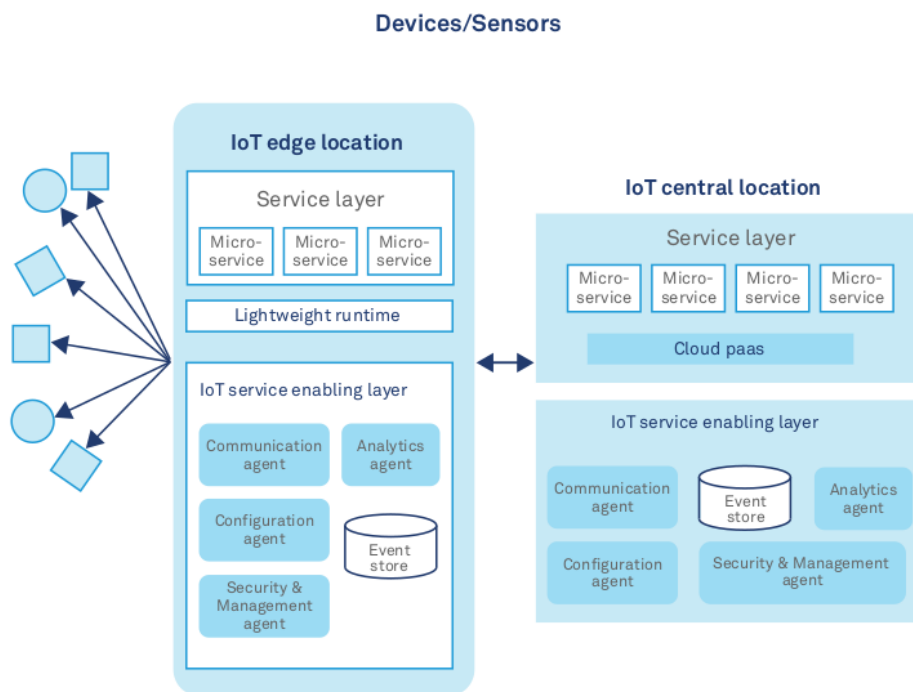 Devices/Sensors
IoT edge location
Service layer
Micro-
service
Micro-
service
Micro-
service
Lightweight runtime
IoT service enabling layer
Communication
agent
Analytics
agent
Configuration
agent
Event
store
Security &
Management
agent
IoT central location
Service layer
Micro-
service
Micro-
service
Micro-
service
Micro-
service
Cloud paas
IoT service enabling layer
Communication
agent
Event
store
Analytics
agent
Configuration
agent
Security & Management
agent